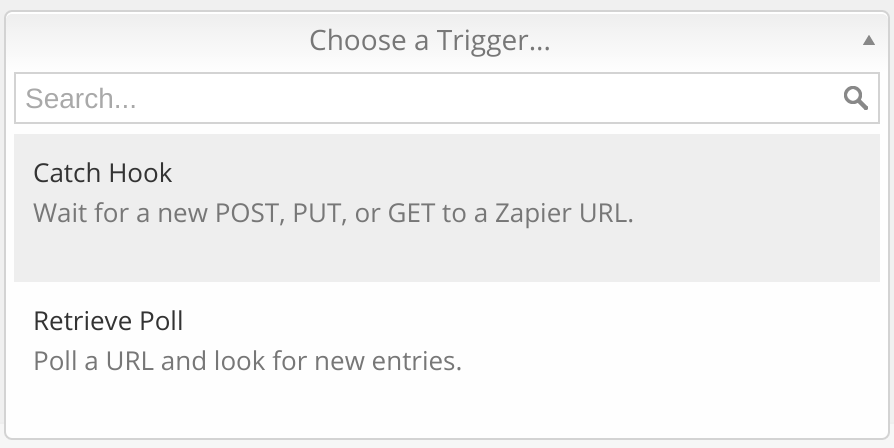 Choose a Trigger...
Search...
Catch Hook
Wait for a new POST, PUT, or GET to a Zapier URL.
Retrieve Poll
Poll a URL and look for new entries.